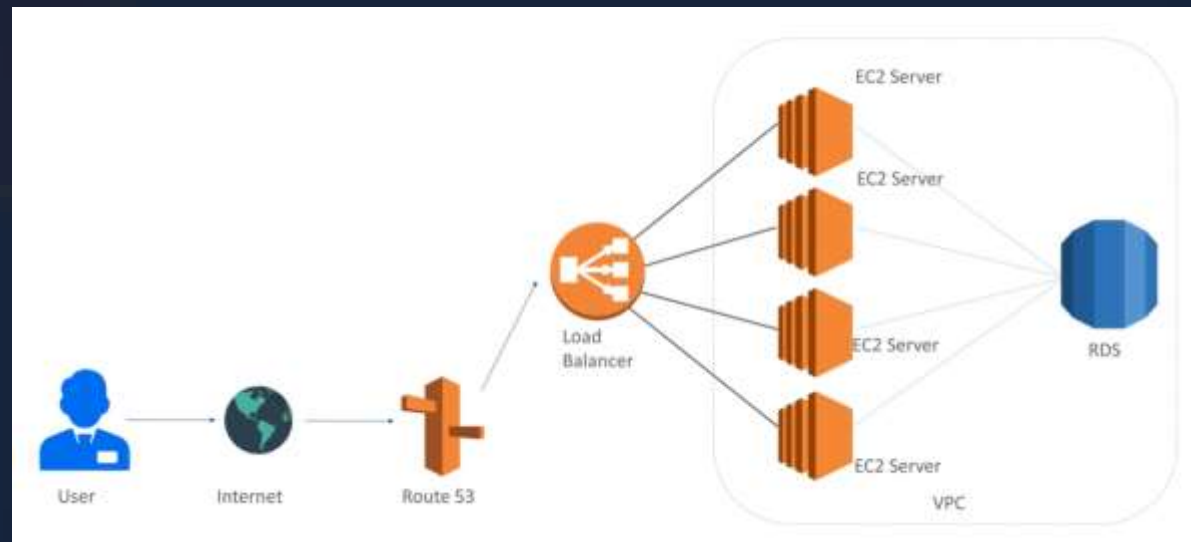 EC2 Server
EC2 Server
Load
Balancer
EC2 Server
RDS
EC2 Server
User
Internet
Route 53
VPC